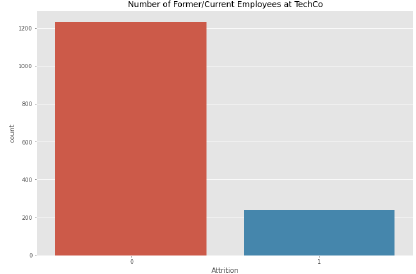 Number of Former/Current Employees at TechCo
1200
1000
800
600
400
200
0
count
0 1
Attrition